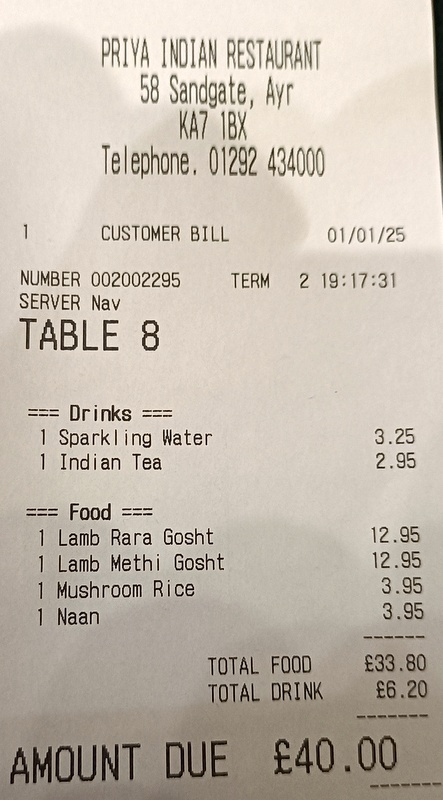 PRIYA INDIAN RESTAURANT
58 Sandgate, Ayr
KA7 1BX
Telephone. 01292 434000
1 CUSTOMER BILL 01/01/25
NUMBER 002002295 TERM 2 19:17:31
SERVER Nav
TABLE 8
=== Drinks ===
1 Sparkling Water 3.25
1 Indian Tea 2.95
=== Food ===
1 Lamb Rara Gosht 12.95
1 Lamb Methi Gosht 12.95
1 Mushroom Rice 3.95
1 Naan 3.95
------
TOTAL FOOD £33.80
TOTAL DRINK £6.20
-------
AMOUNT DUE £40.00
-------